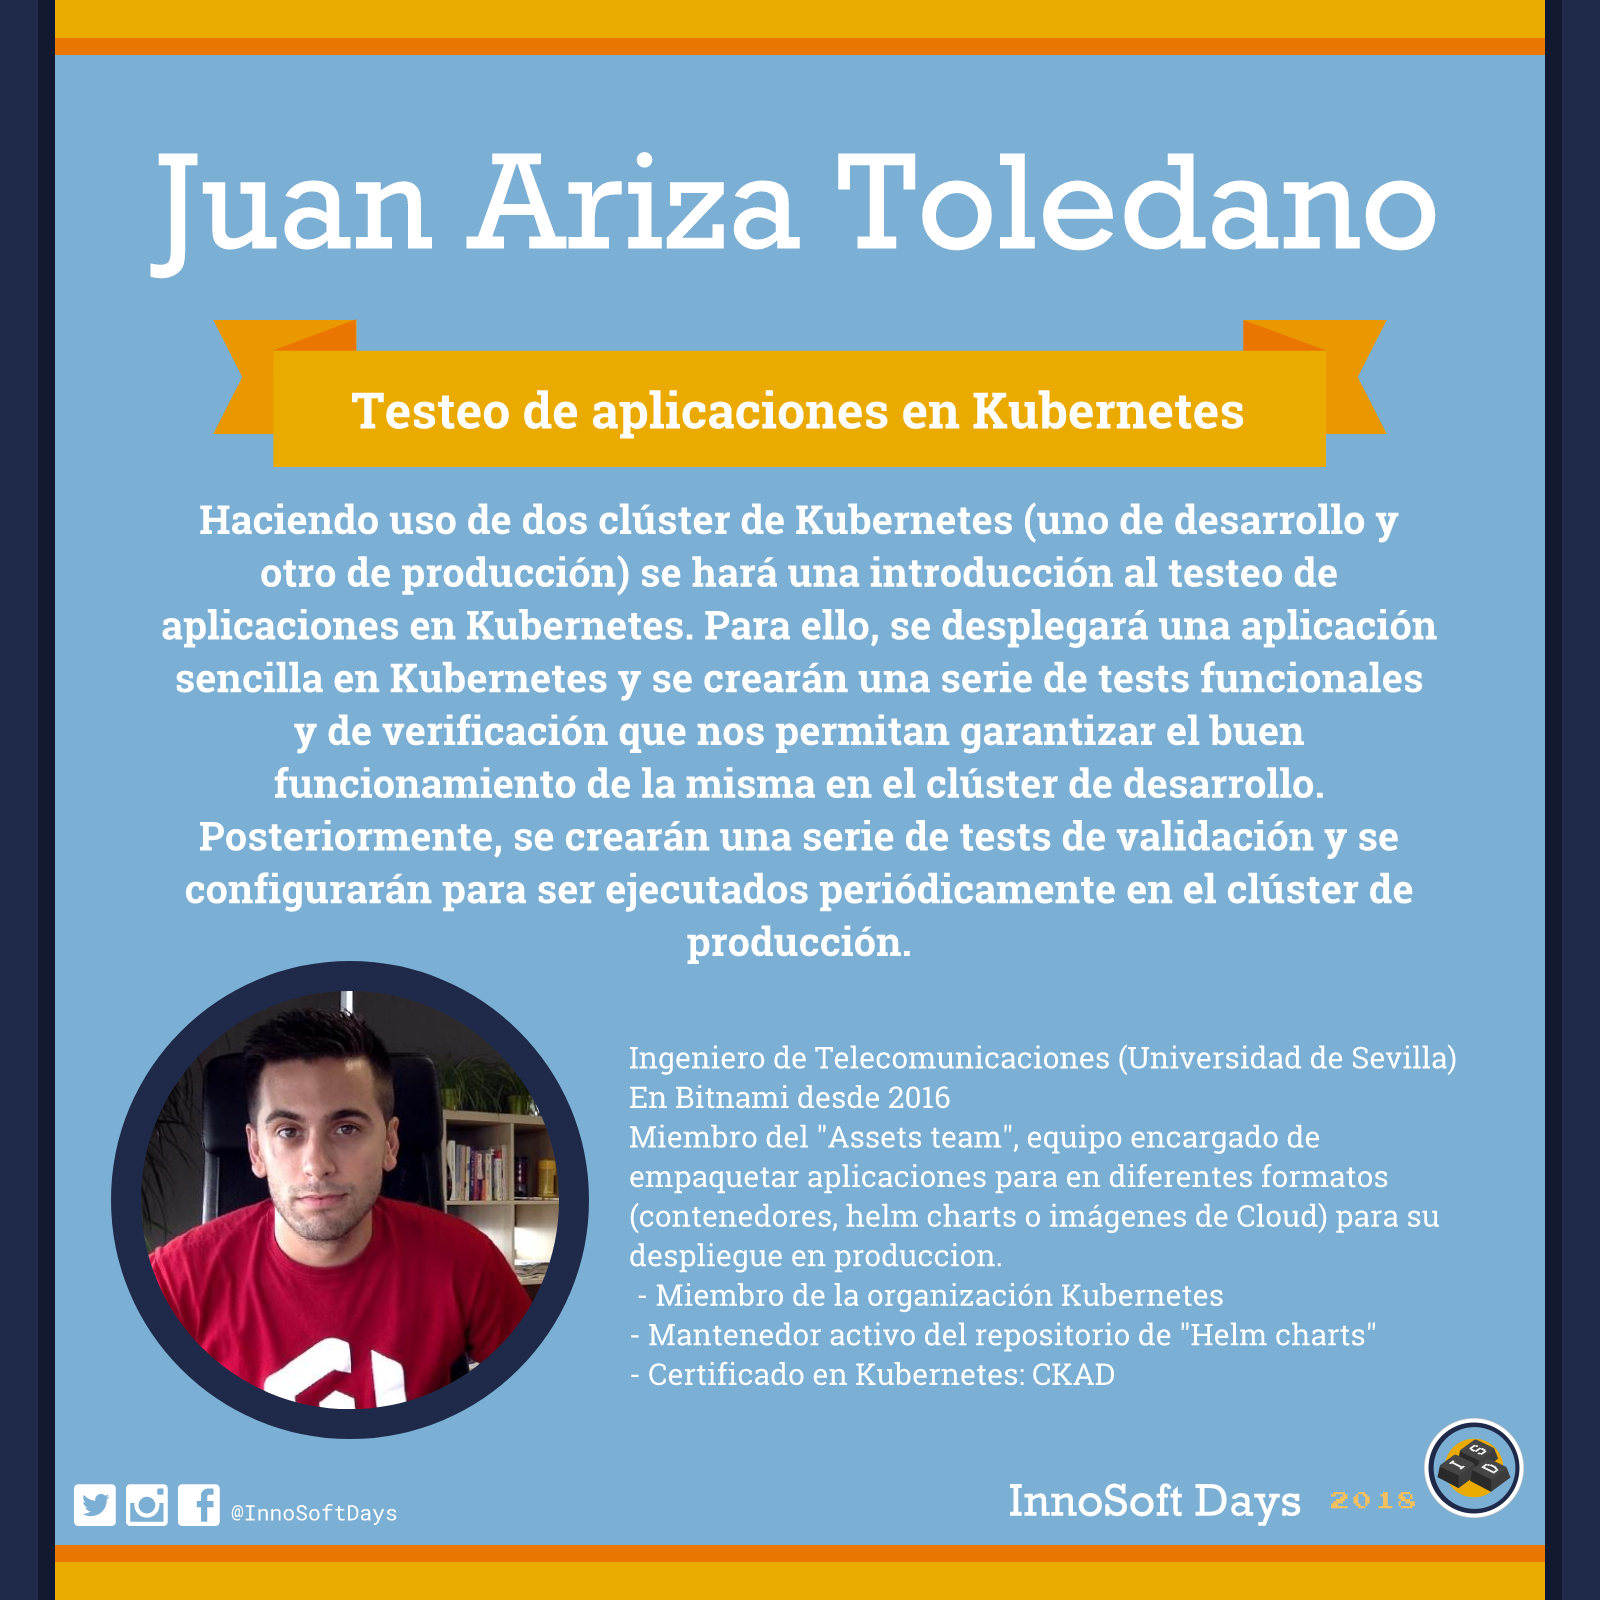 Juan Ariza Toledano
Testeo de aplicaciones en Kubernetes
Haciendo uso de dos clúster de Kubernetes (uno de desarrollo y
otro de producción) se hará una introducción al testeo de
aplicaciones en Kubernetes. Para ello, se desplegará una aplicación
sencilla en Kubernetes y se crearán una serie de tests funcionales
y de verificación que nos permitan garantizar el buen
funcionamiento de la misma en el clúster de desarrollo.
Posteriormente, se crearán una serie de tests de validación y se
configurarán para ser ejecutados periódicamente en el clúster de
producción.
Ingeniero de Telecomunicaciones (Universidad de Sevilla)
En Bitnami desde 2016
Miembro del "Assets team", equipo encargado de
empaquetar aplicaciones para en diferentes formatos
(contenedores, helm charts o imágenes de Cloud) para su
despliegue en produccion.
- Miembro de la organización Kubernetes
- Mantenedor activo del repositorio de "Helm charts"
- Certificado en Kubernetes: CKAD
@InnoSoftDays
InnoSoft Days 2018
I S D